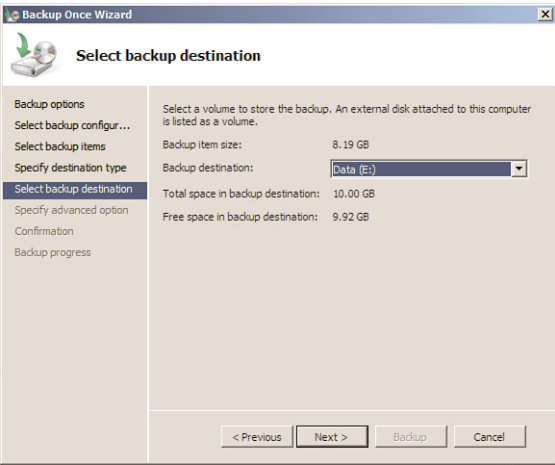 Backup Once Wizard
Select backup destination
Backup options
Select backup configur...
Select backup items
Specify destination type
Select backup destination
Specify advanced option
Confirmation
Backup progress
Select a volume to store the backup. An external disk attached to this computer
is listed as a volume.
Backup item size: 8.19 GB
Backup destination: Data (E:)
Total space in backup destination: 10.00 GB
Free space in backup destination: 9.92 GB
< Previous Next > Backup Cancel